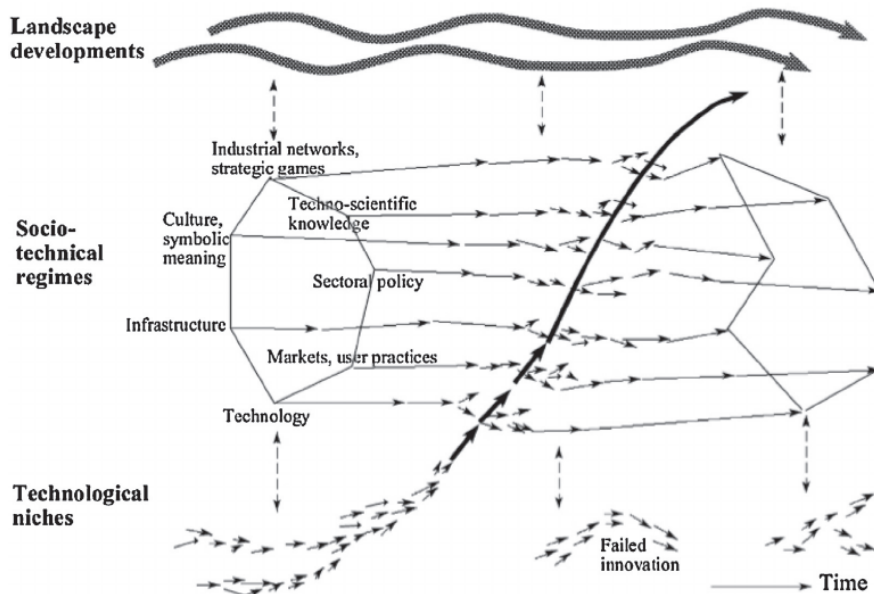 Landscape
developments
Industrial networks,
strategic games
Techno-scientific
knowledge
Culture,
symbolic
meaning
Socio-
technical
regimes
Sectoral policy
Infrastructure
Markets, user practices
Technology
Technological
niches
Failed
innovation
Time